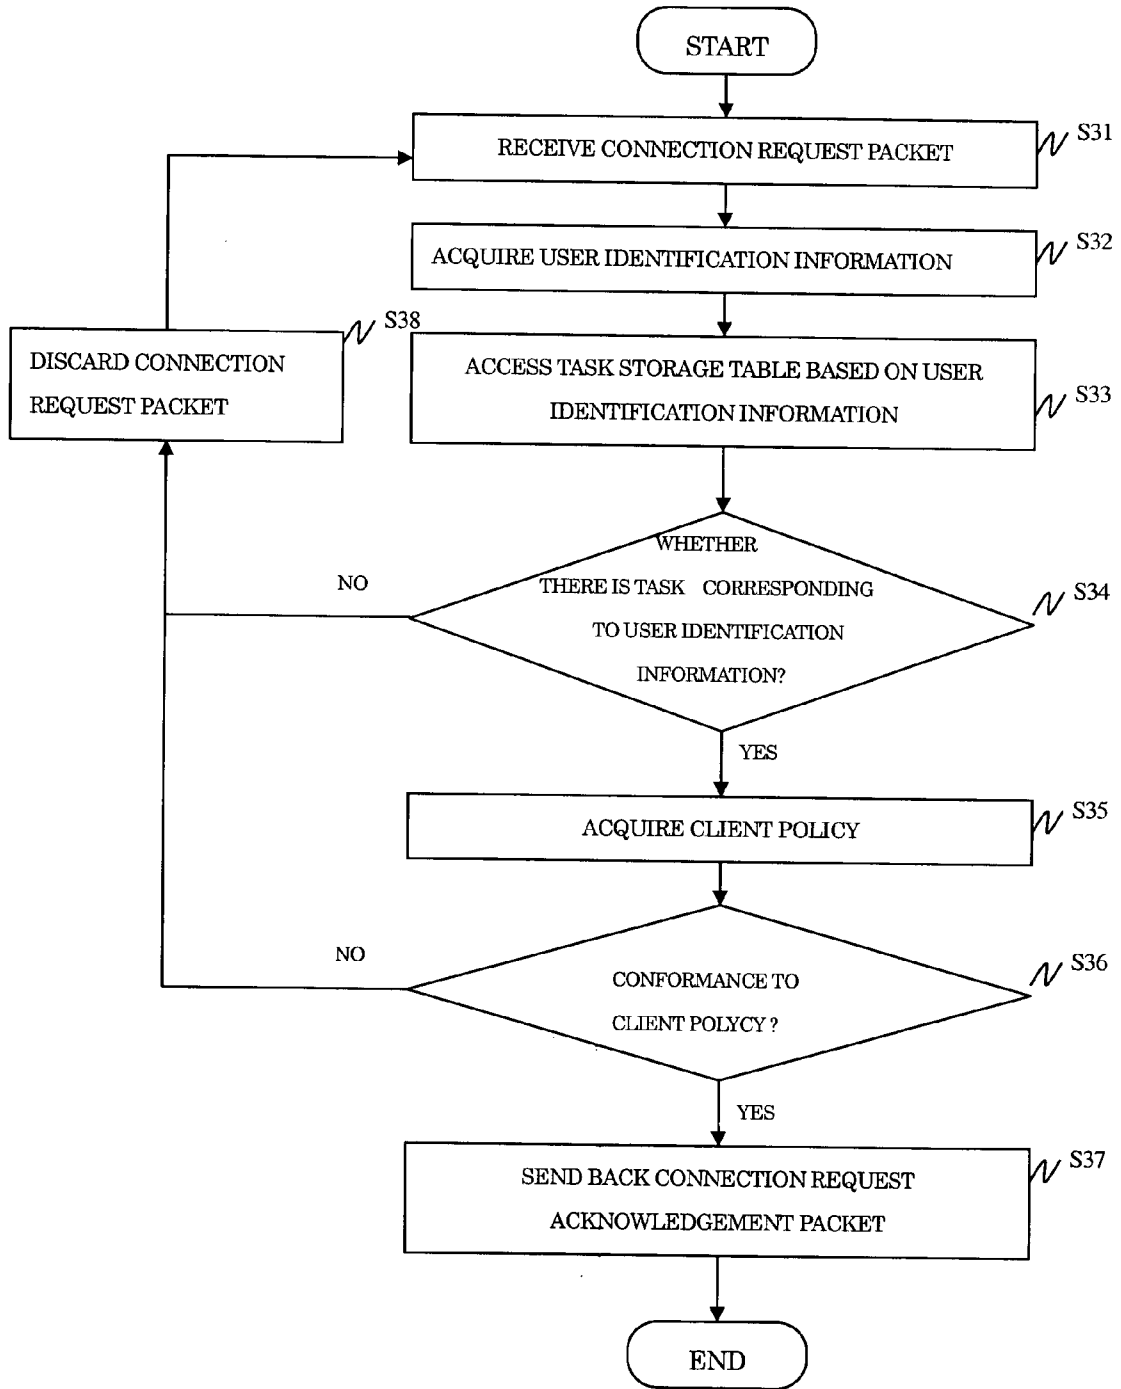 START
RECEIVE CONNECTION REQUEST PACKET
S31
ACQUIRE USER IDENTIFICATION INFORMATION
S32
DISCARD CONNECTION
REQUEST PACKET
S38
ACCESS TASK STORAGE TABLE BASED ON USER
IDENTIFICATION INFORMATION
S33
WHETHER
THERE IS TASK CORRESPONDING
TO USER IDENTIFICATION
INFORMATION?
S34
NO
YES
ACQUIRE CLIENT POLICY
S35
CONFORMANCE TO
CLIENT POLYCY ?
S36
NO
YES
SEND BACK CONNECTION REQUEST
ACKNOWLEDGEMENT PACKET
S37
END